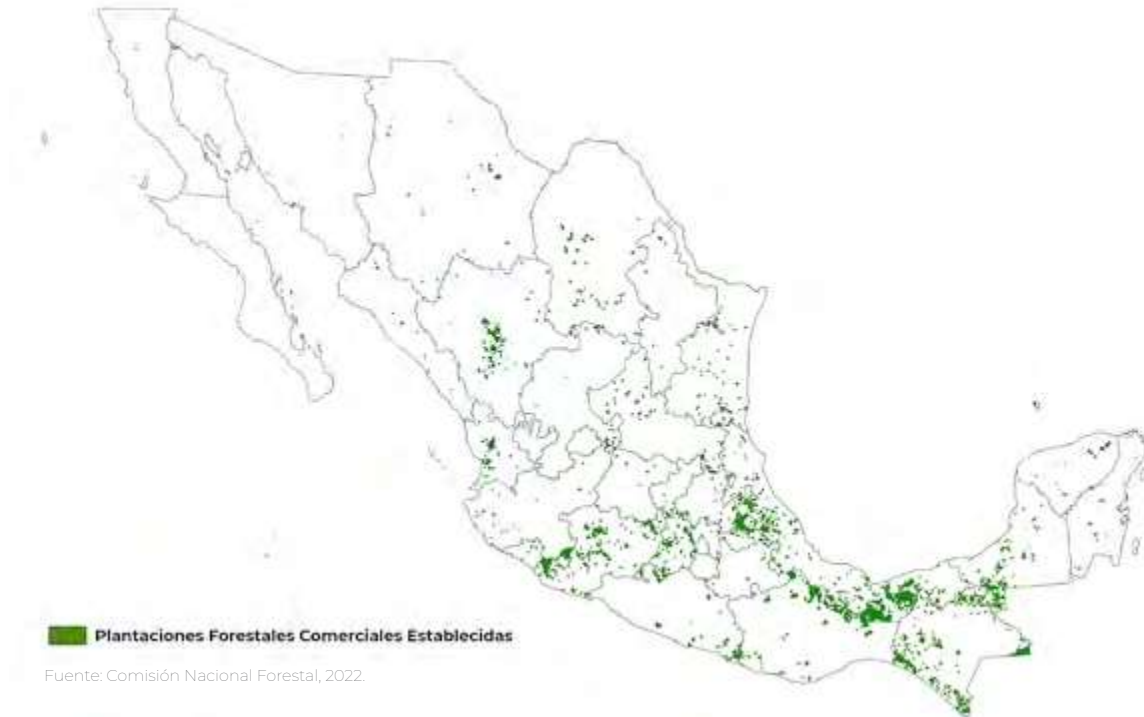 Plantaciones Forestales Comerciales Establecidas
Fuente: Comisión Nacional Forestal, 2022.